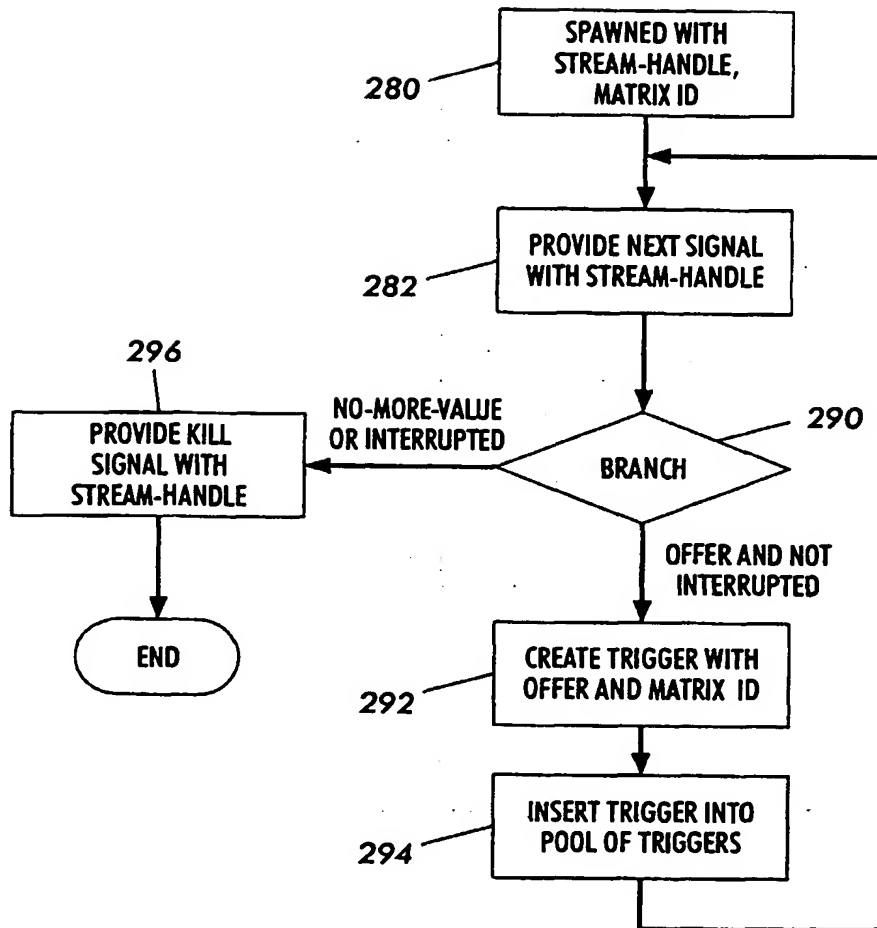 SPAWNED WITH
STREAM-HANDLE,
MATRIX ID
280
PROVIDE NEXT SIGNAL
WITH STREAM-HANDLE
282
296
PROVIDE KILL
SIGNAL WITH
STREAM-HANDLE
NO-MORE-VALUE
OR INTERRUPTED
290
BRANCH
OFFER AND NOT
INTERRUPTED
END
CREATE TRIGGER WITH
OFFER AND MATRIX ID
292
INSERT TRIGGER INTO
POOL OF TRIGGERS
294